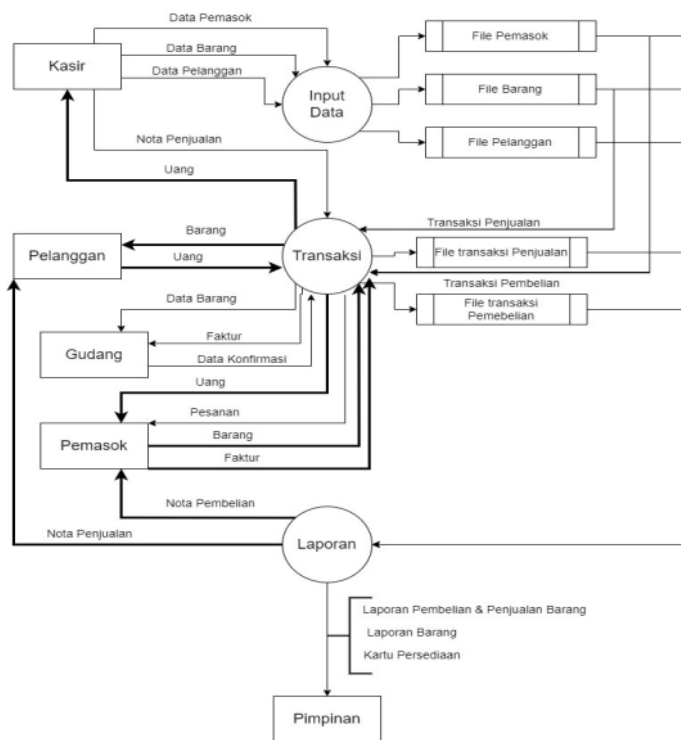 Data Pemasok
Data Barang
Kasir
Data Pelanggan
Input
Data
File Pemasok
File Barang
File Pelanggan
Nota Penjualan
Uang
Transaksi Penjualan
Barang
Pelanggan
Uang
Transaksi
File transaksi Penjualan
Transaksi Pembelian
File transaksi
Pemebelian
Data Barang
Faktur
Gudang
Data Konfirmasi
Uang
Pesanan
Pemasok
Barang
Faktur
Nota Pembelian
Nota Penjualan
Laporan
Laporan Pembelian & Penjualan Barang
Laporan Barang
Kartu Persediaan
Pimpinan